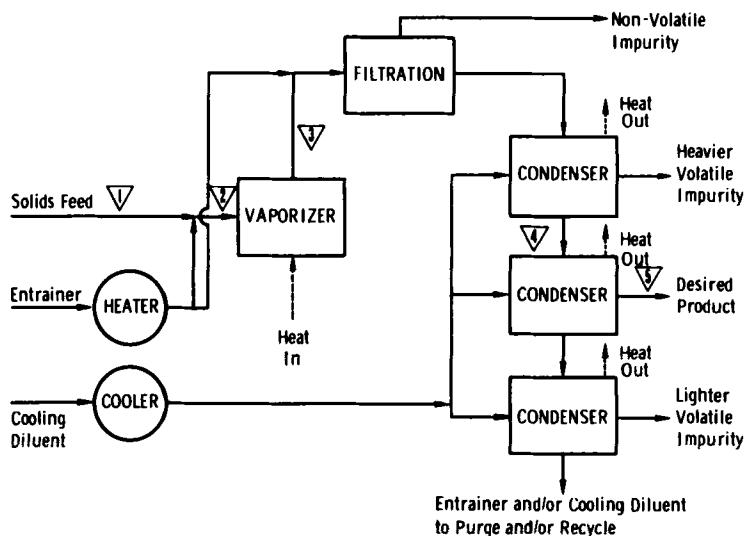 Non-Volatile
Impurity
FILTRATION
3
Heat
Out
CONDENSER
Heavier
Volatile
Impurity
Solids Feed
1
2
VAPORIZER
4
Heat
Out
5
Entrainer
HEATER
CONDENSER
Desired
Product
Heat
In
Heat
Out
COOLER
CONDENSER
Lighter
Volatile
Impurity
Cooling
Diluent
Entrainer and/or Cooling Diluent
to Purge and/or Recycle